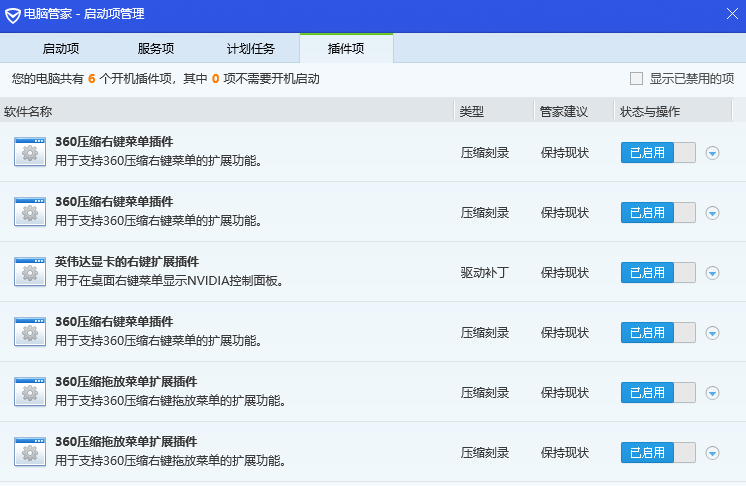 电脑管家 - 启动项管理
启动项 服务项 计划任务 插件项
您的电脑共有 6 个开机插件项，其中 0 项不需要开机启动 显示已禁用的项
软件名称 类型 管家建议 状态与操作
360压缩右键菜单插件
用于支持360压缩右键菜单的扩展功能。 压缩刻录 保持现状 已启用
360压缩右键菜单插件
用于支持360压缩右键菜单的扩展功能。 压缩刻录 保持现状 已启用
英伟达显卡的右键扩展插件
用于在桌面右键菜单显示NVIDIA控制面板。 驱动补丁 保持现状 已启用
360压缩右键菜单插件
用于支持360压缩右键菜单的扩展功能。 压缩刻录 保持现状 已启用
360压缩拖放菜单扩展插件
用于支持360压缩右键拖放菜单的扩展功能。 压缩刻录 保持现状 已启用
360压缩拖放菜单扩展插件
用于支持360压缩右键拖放菜单的扩展功能。 压缩刻录 保持现状 已启用